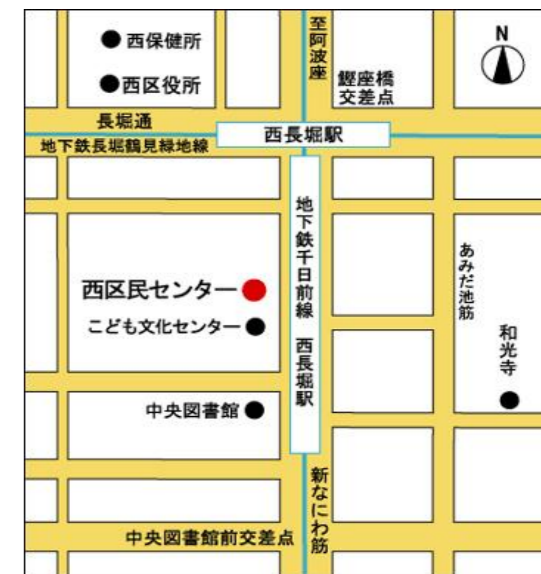 西保健所
西区役所
至阿波座
鰹座橋
交差点
N
長堀通
西長堀駅
地下鉄長堀鶴見緑地線
地下鉄千日前線 西長堀駅
あみだ池筋
西区民センター
こども文化センター
和光寺
中央図書館
新なにわ筋
中央図書館前交差点